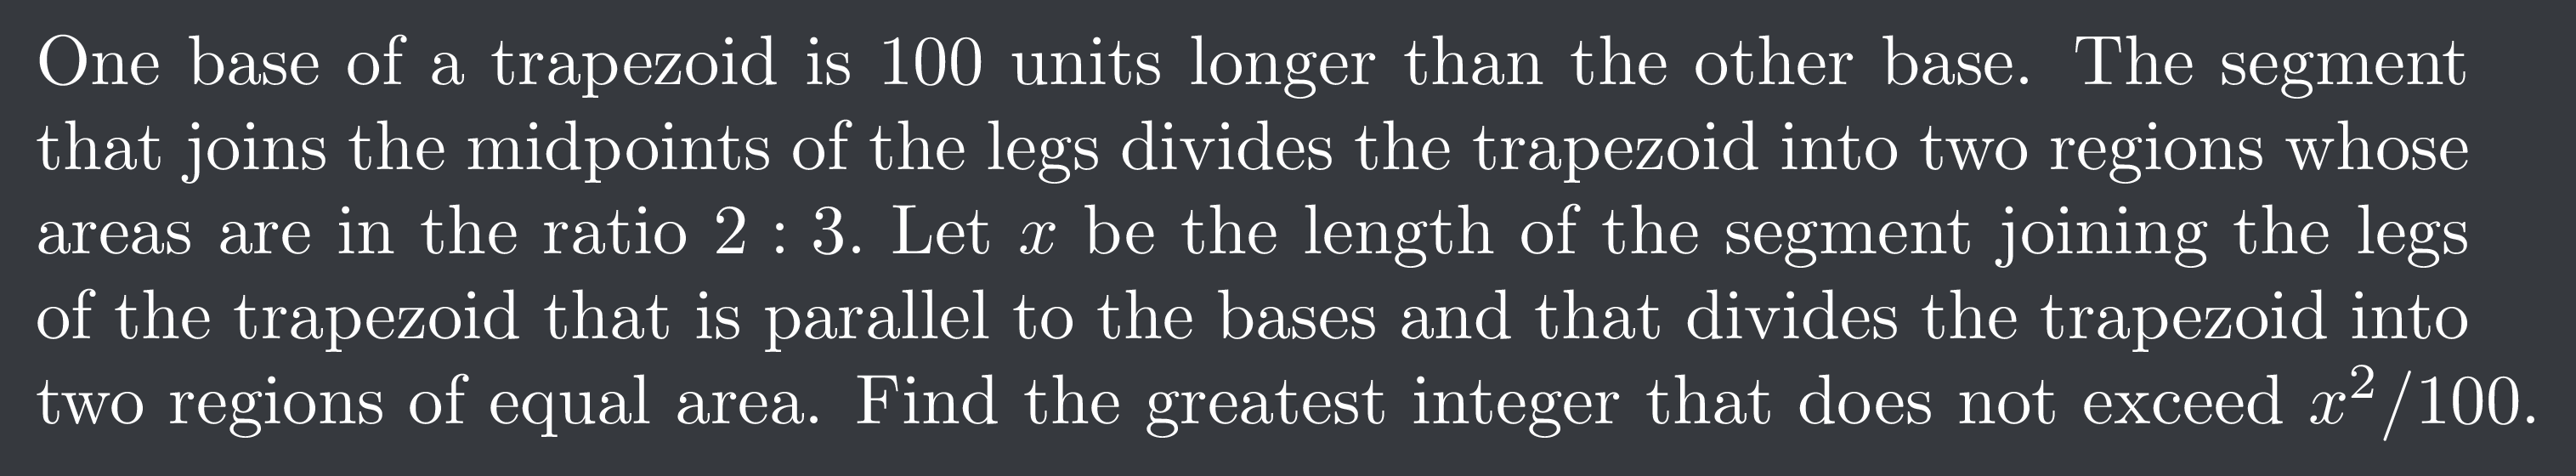 One base of a trapezoid is 100 units longer than the other base. The segment
that joins the midpoints of the legs divides the trapezoid into two regions whose
areas are in the ratio 2 : 3. Let x be the length of the segment joining the legs
of the trapezoid that is parallel to the bases and that divides the trapezoid into
two regions of equal area. Find the greatest integer that does not exceed x²/100.